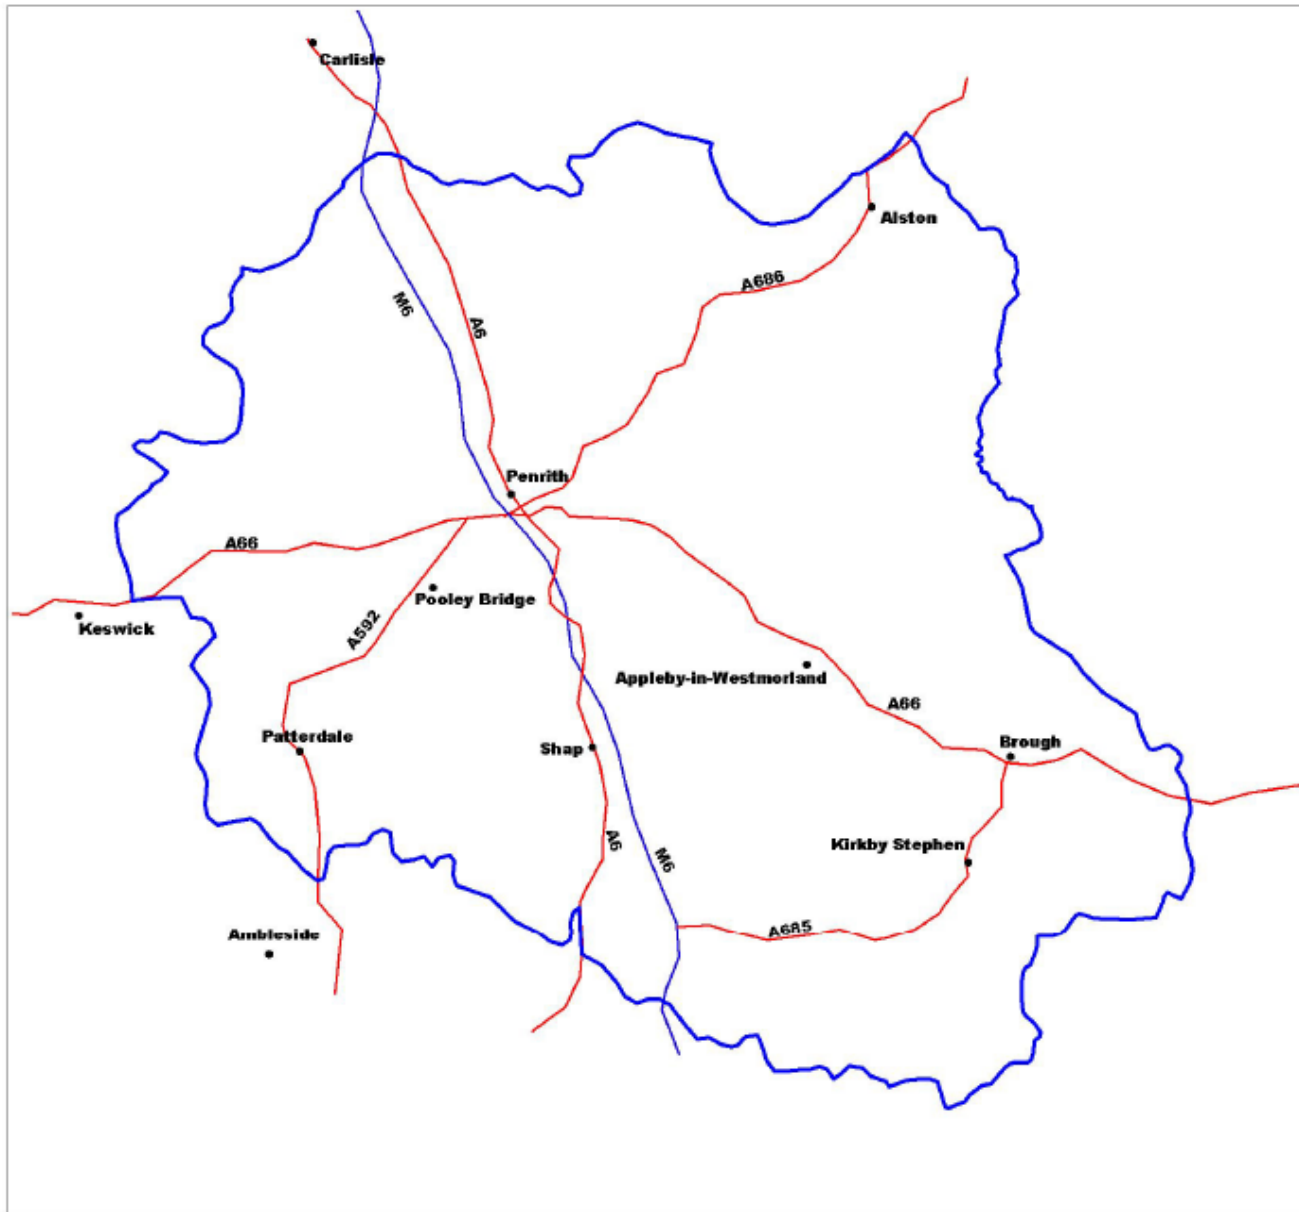 Carlisle
Alston
A686
M6
A6
Penrith
A66
Pooley Bridge
A592
Keswick
Appleby-in-Westmorland
A66
Patterdale
Shap
Brough
A6
M6
Kirkby Stephen
A685
Ambleside